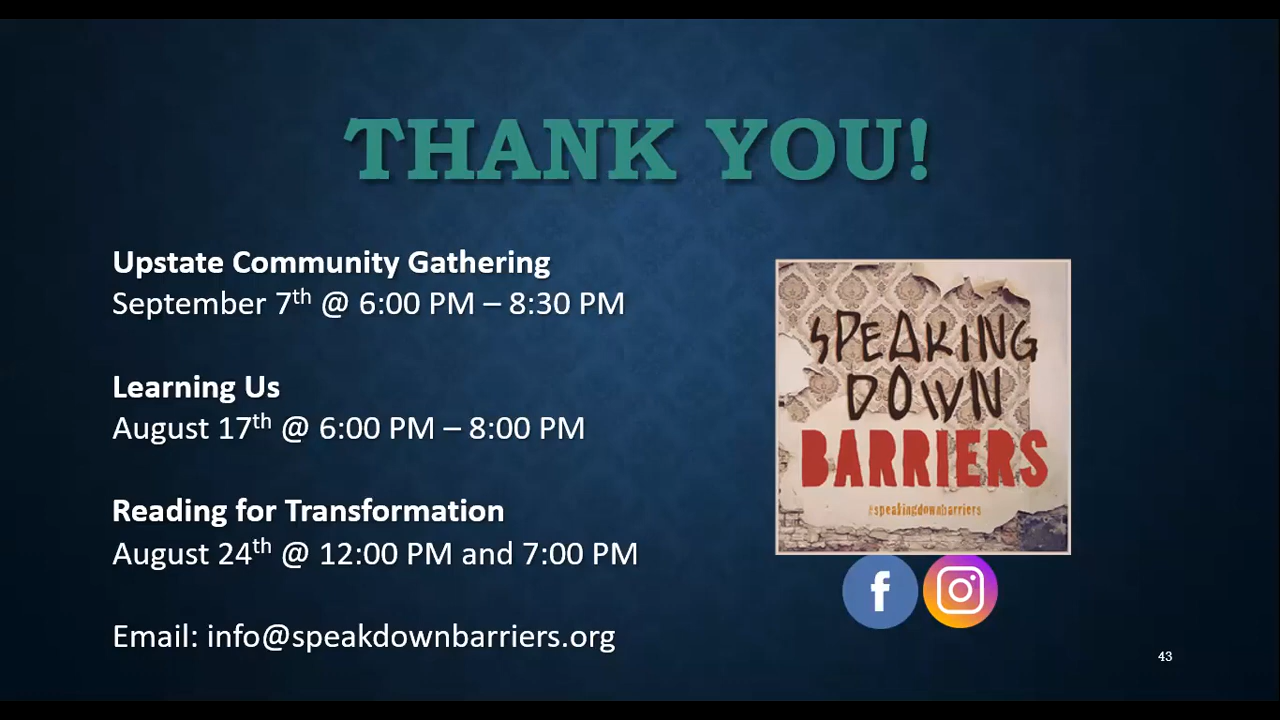 THANK YOU!
Upstate Community Gathering
September 7th @ 6:00 PM – 8:30 PM
Learning Us
August 17th @ 6:00 PM – 8:00 PM
Reading for Transformation
August 24th @ 12:00 PM and 7:00 PM
Email: info@speakdownbarriers.org
SPEAKING
DOWN
BARRIERS
#speakingdownbarriers
f
43